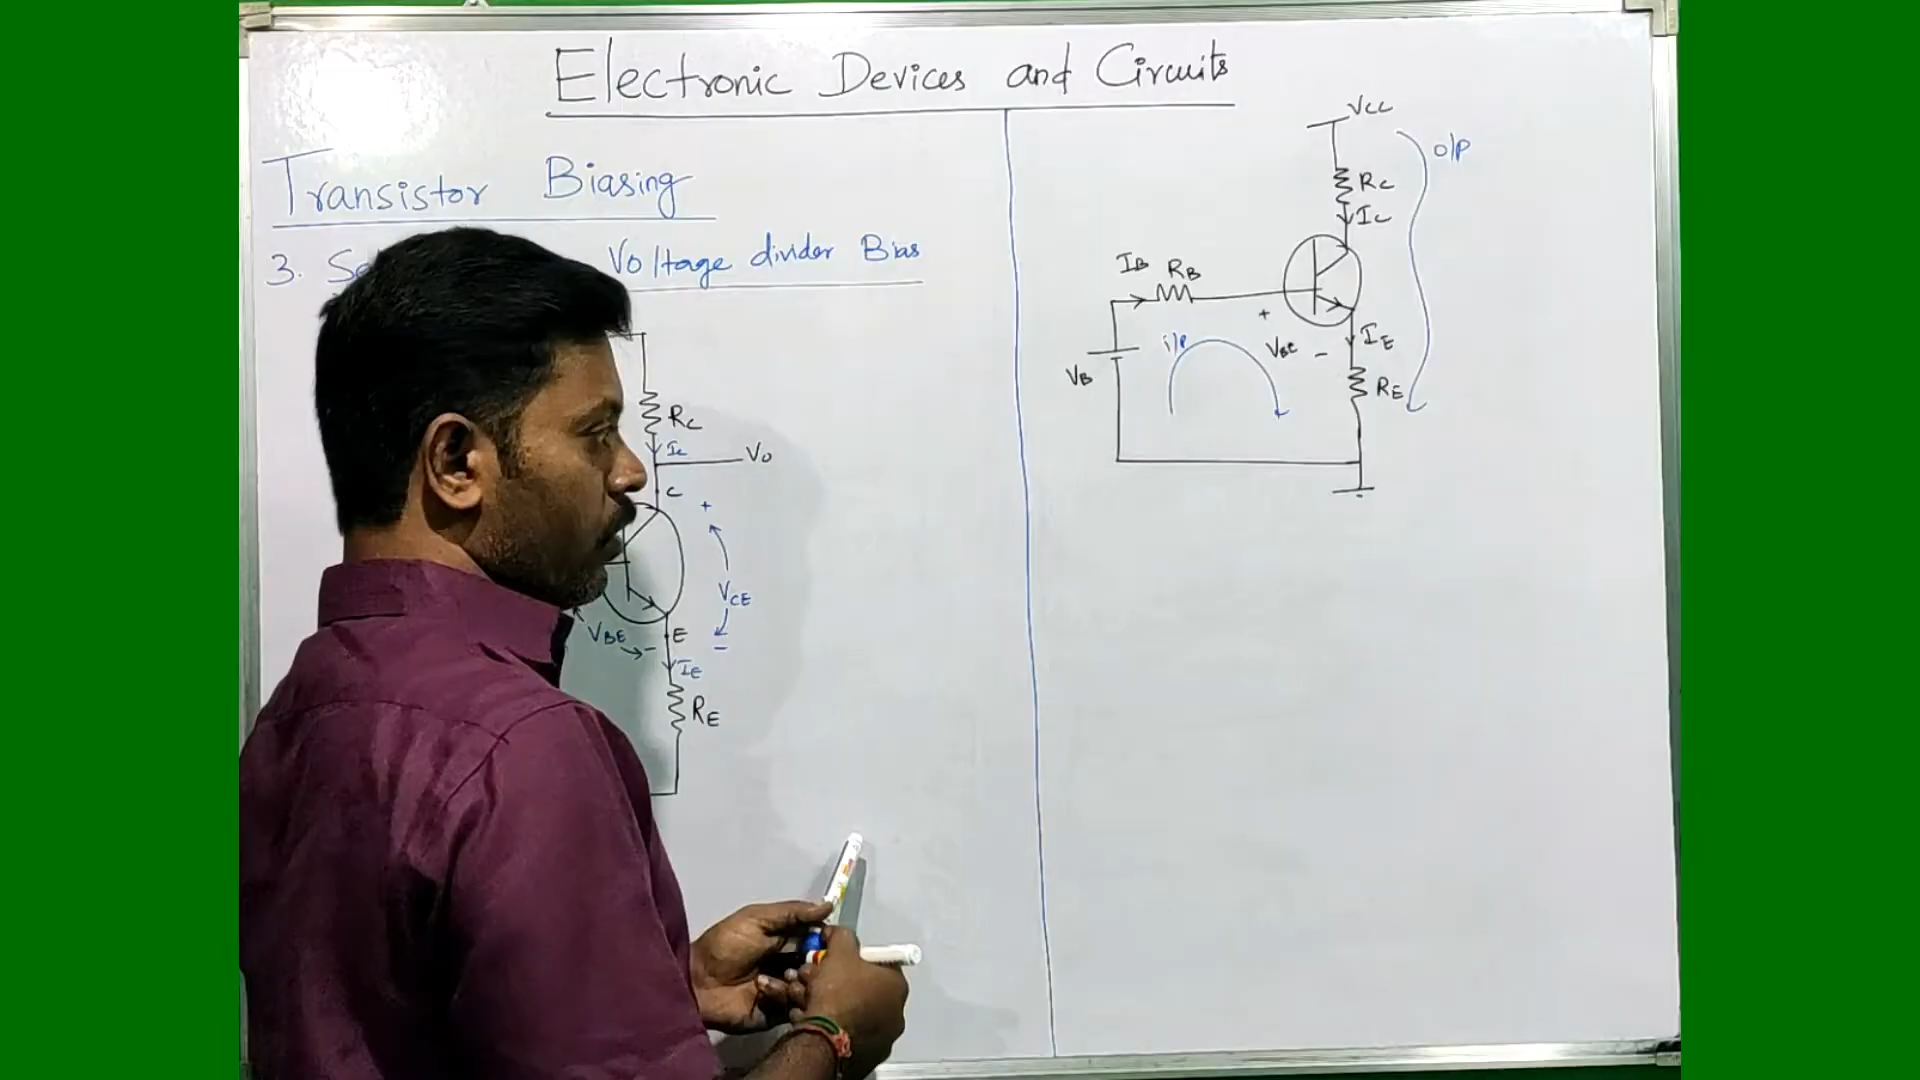 Electronic Devices and Circuits
Transistor Biasing
3. Voltage divider Bias
RC
IC
Vo
C
+
VCE
VBE
-
E
-
IE
RE
VCC
o/p
RC
IC
IB RB
+
i/p
VBE -
IE
VB
RE